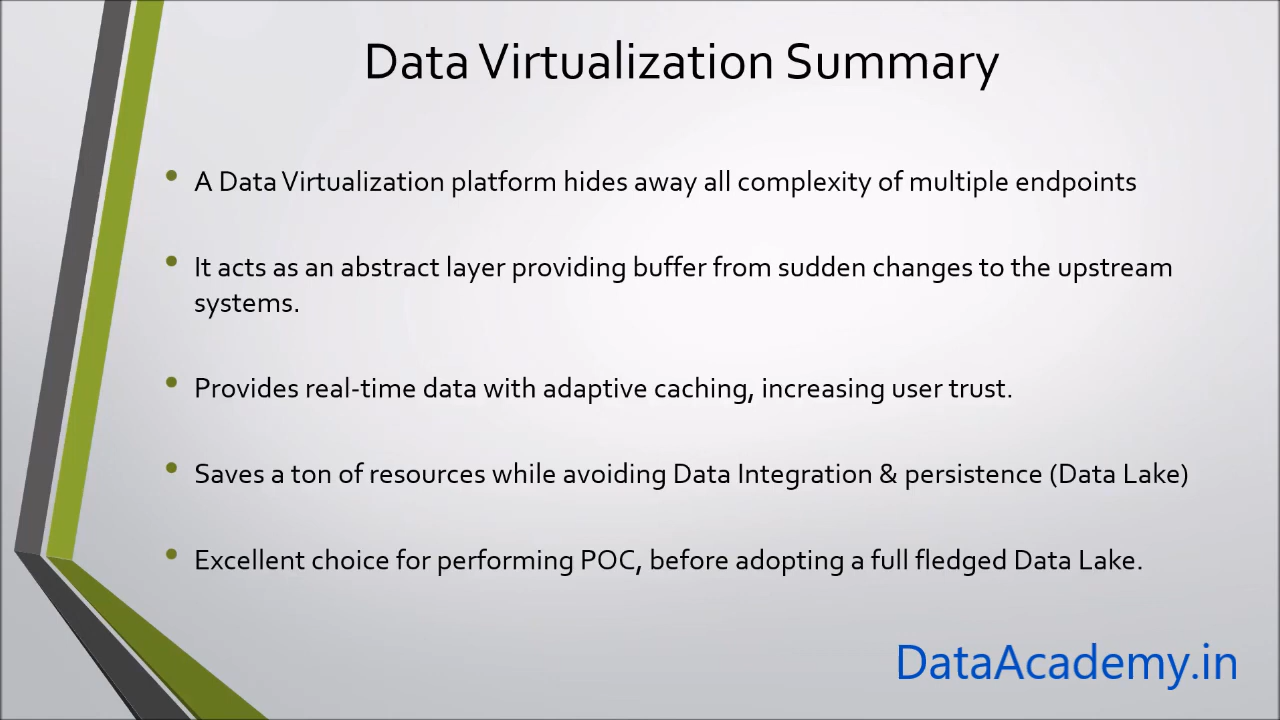 Data Virtualization Summary
• A Data Virtualization platform hides away all complexity of multiple endpoints
• It acts as an abstract layer providing buffer from sudden changes to the upstream
systems.
• Provides real-time data with adaptive caching, increasing user trust.
• Saves a ton of resources while avoiding Data Integration & persistence (Data Lake)
• Excellent choice for performing POC, before adopting a full fledged Data Lake.
DataAcademy.in